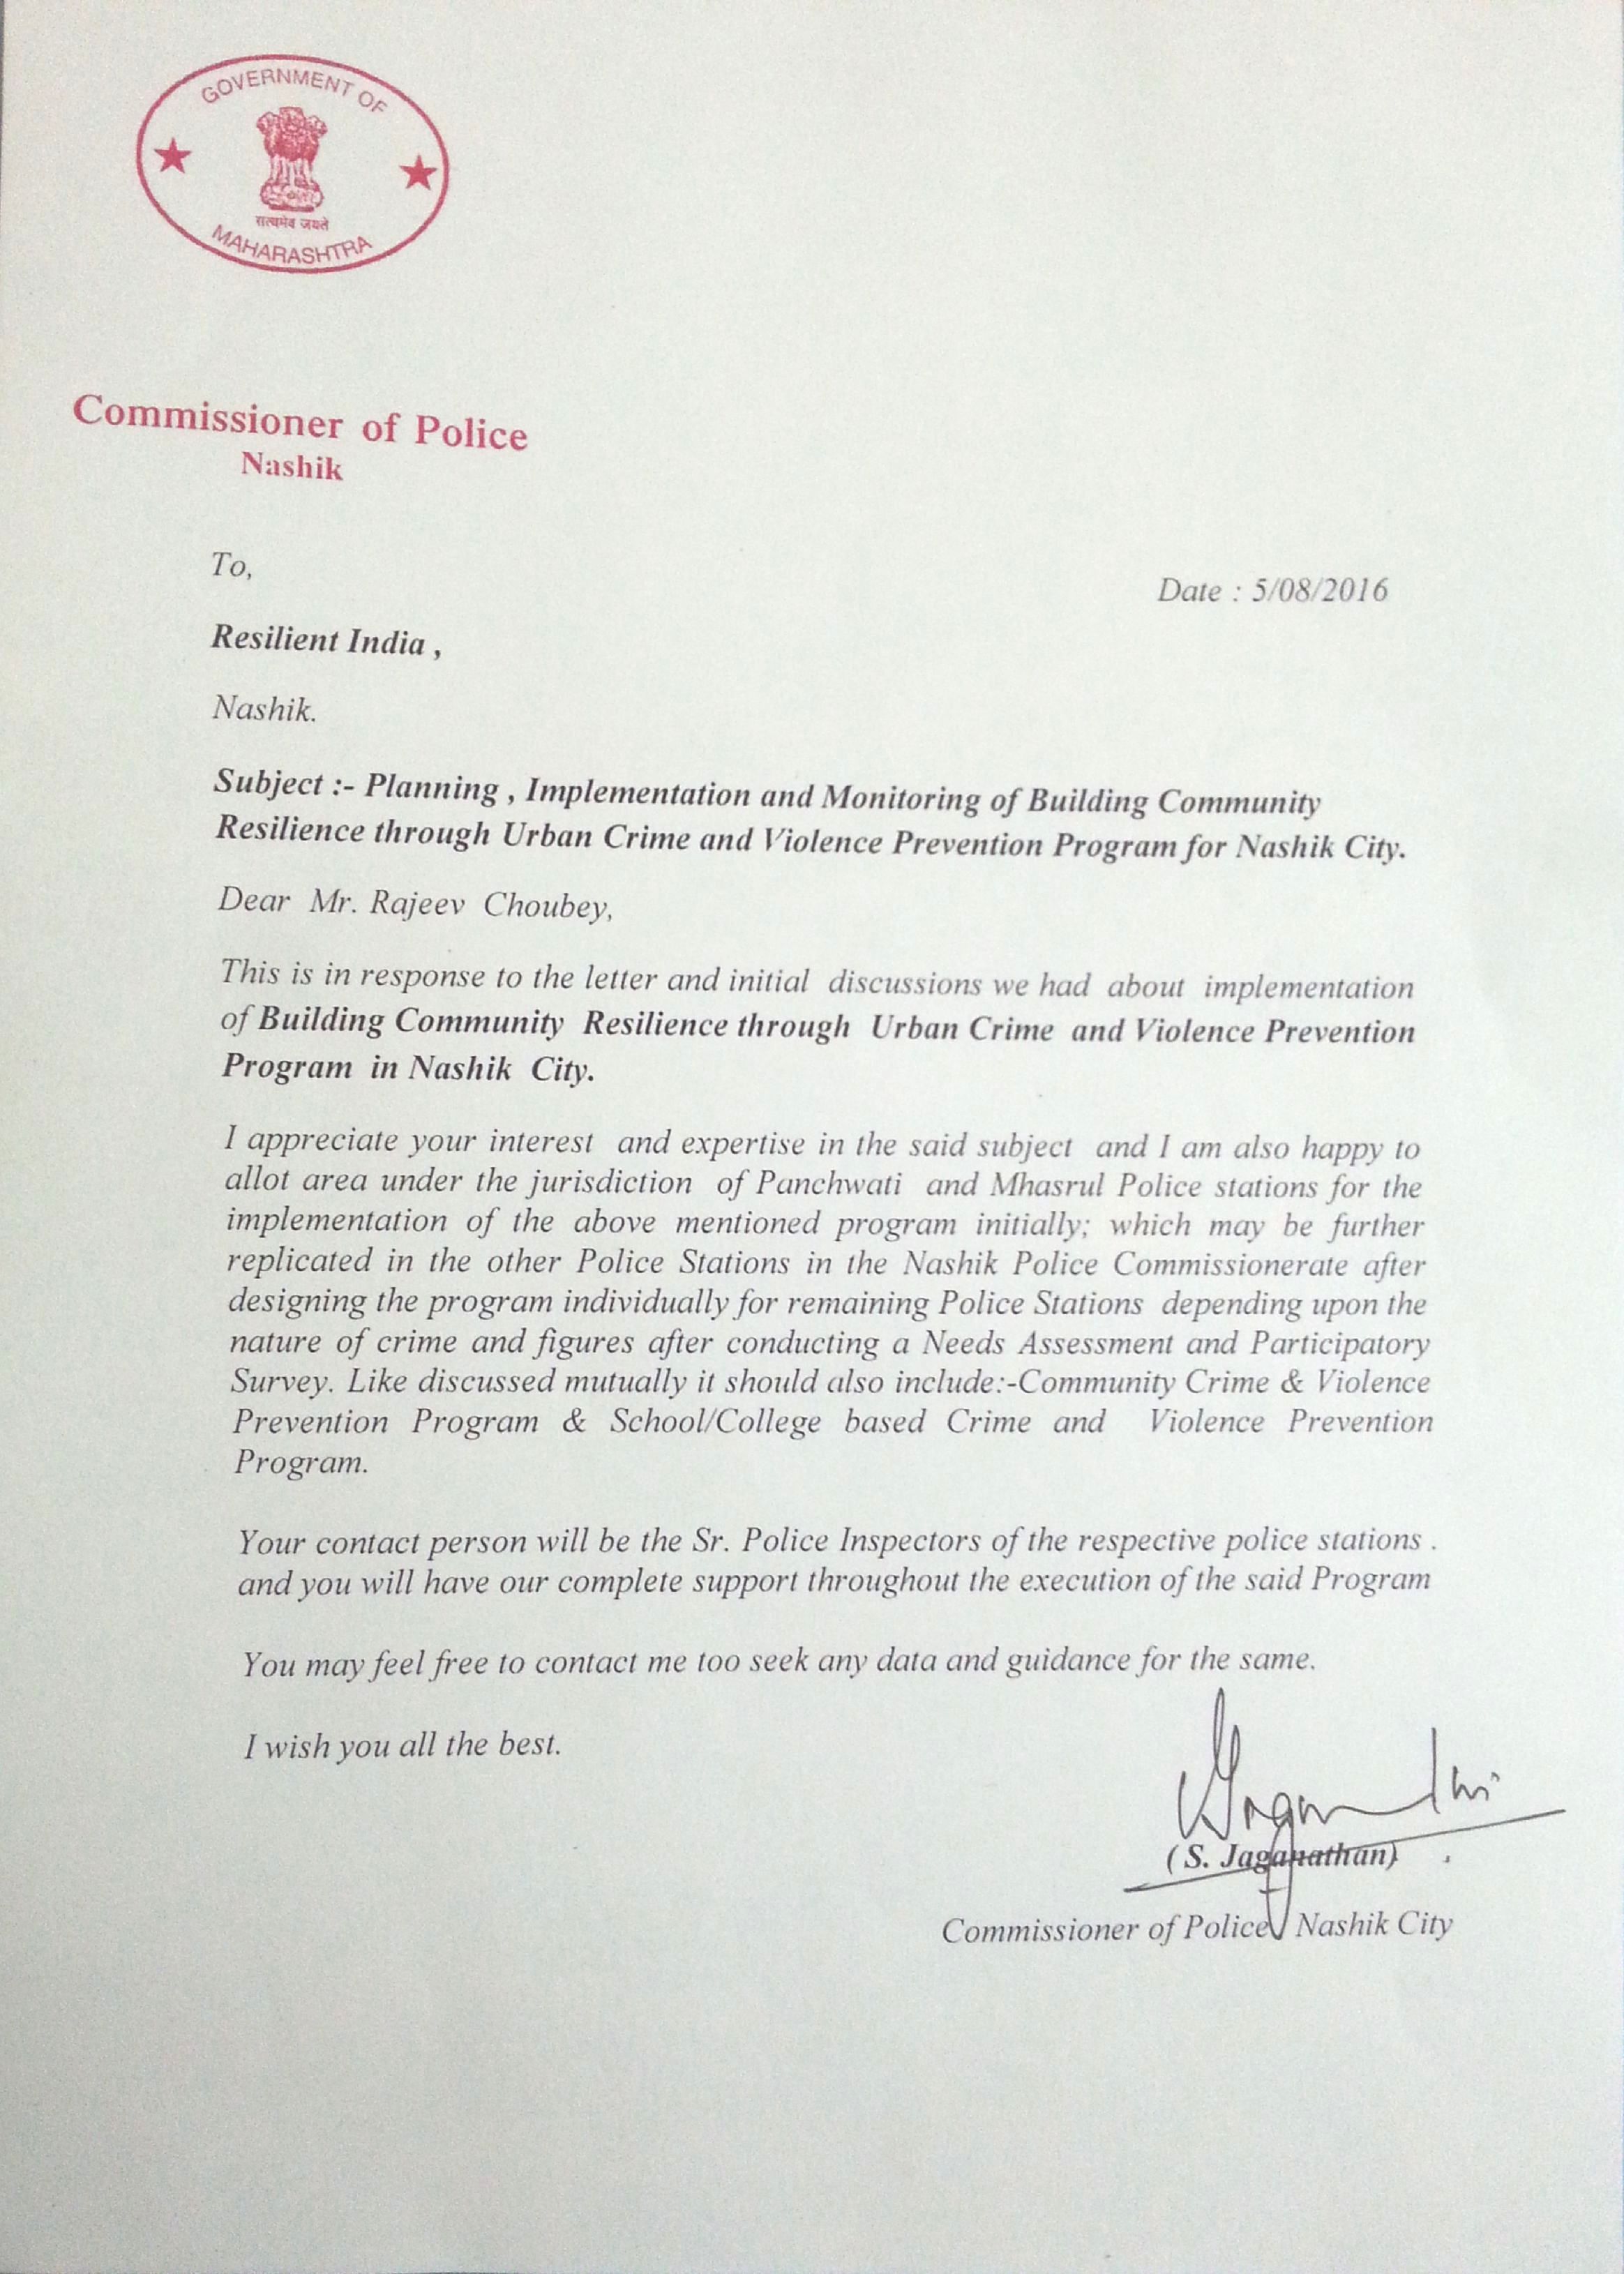 GOVERNMENT OF
सत्यमेव जयते
MAHARASHTRA
Commissioner of Police
Nashik
To,
Date : 5/08/2016
Resilient India ,
Nashik.
Subject :- Planning , Implementation and Monitoring of Building Community
Resilience through Urban Crime and Violence Prevention Program for Nashik City.
Dear Mr. Rajeev Choubey,
This is in response to the letter and initial discussions we had about implementation
of Building Community Resilience through Urban Crime and Violence Prevention
Program in Nashik City.
I appreciate your interest and expertise in the said subject and I am also happy to
allot area under the jurisdiction of Panchwati and Mhasrul Police stations for the
implementation of the above mentioned program initially; which may be further
replicated in the other Police Stations in the Nashik Police Commissionerate after
designing the program individually for remaining Police Stations depending upon the
nature of crime and figures after conducting a Needs Assessment and Participatory
Survey. Like discussed mutually it should also include:-Community Crime & Violence
Prevention Program & School/College based Crime and Violence Prevention
Program.
Your contact person will be the Sr. Police Inspectors of the respective police stations .
and you will have our complete support throughout the execution of the said Program
You may feel free to contact me too seek any data and guidance for the same.
I wish you all the best.
( S. Jaganathan)
Commissioner of Police Nashik City